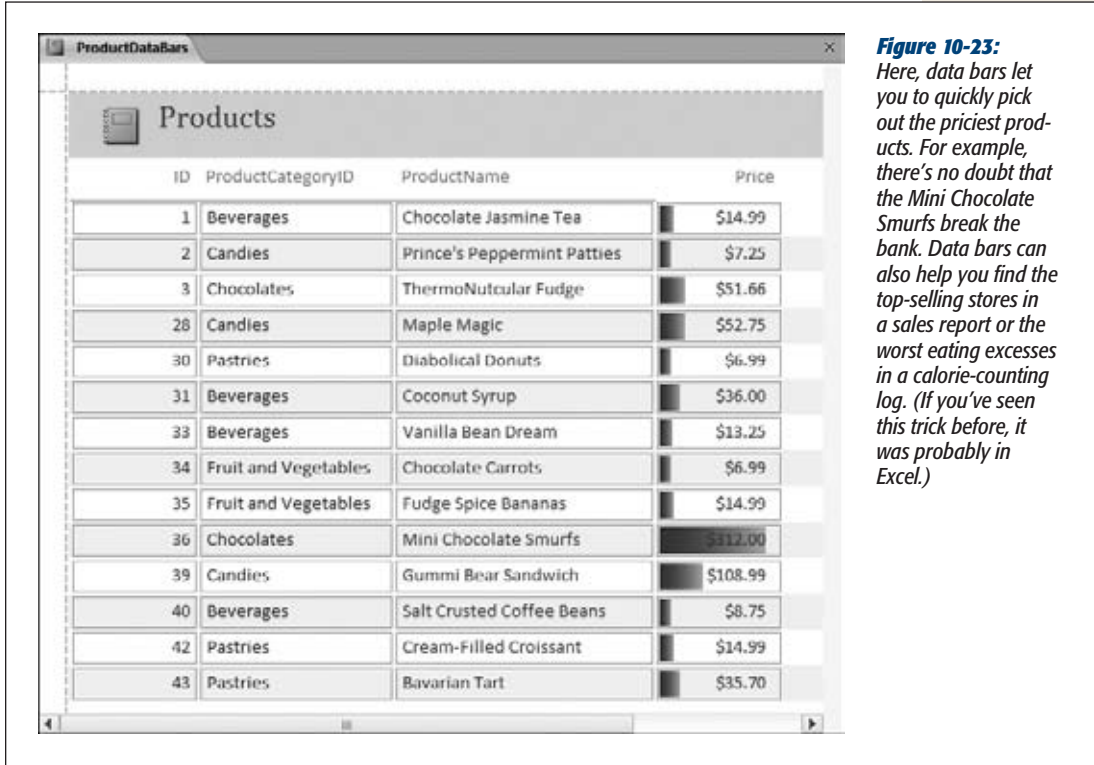 ProductDataBars
Products
ID ProductCategoryID ProductName Price
1 Beverages Chocolate Jasmine Tea $14.99
2 Candies Prince's Peppermint Patties $7.25
3 Chocolates ThermoNutcular Fudge $51.66
28 Candies Maple Magic $52.75
30 Pastries Diabolical Donuts $6.99
31 Beverages Coconut Syrup $36.00
33 Beverages Vanilla Bean Dream $13.25
34 Fruit and Vegetables Chocolate Carrots $6.99
35 Fruit and Vegetables Fudge Spice Bananas $14.99
36 Chocolates Mini Chocolate Smurfs $312.00
39 Candies Gummi Bear Sandwich $108.99
40 Beverages Salt Crusted Coffee Beans $8.75
42 Pastries Cream-Filled Croissant $14.99
43 Pastries Bavarian Tart $35.70
Figure 10-23:
Here, data bars let
you to quickly pick
out the priciest prod-
ucts. For example,
there's no doubt that
the Mini Chocolate
Smurfs break the
bank. Data bars can
also help you find the
top-selling stores in
a sales report or the
worst eating excesses
in a calorie-counting
log. (If you've seen
this trick before, it
was probably in
Excel.)